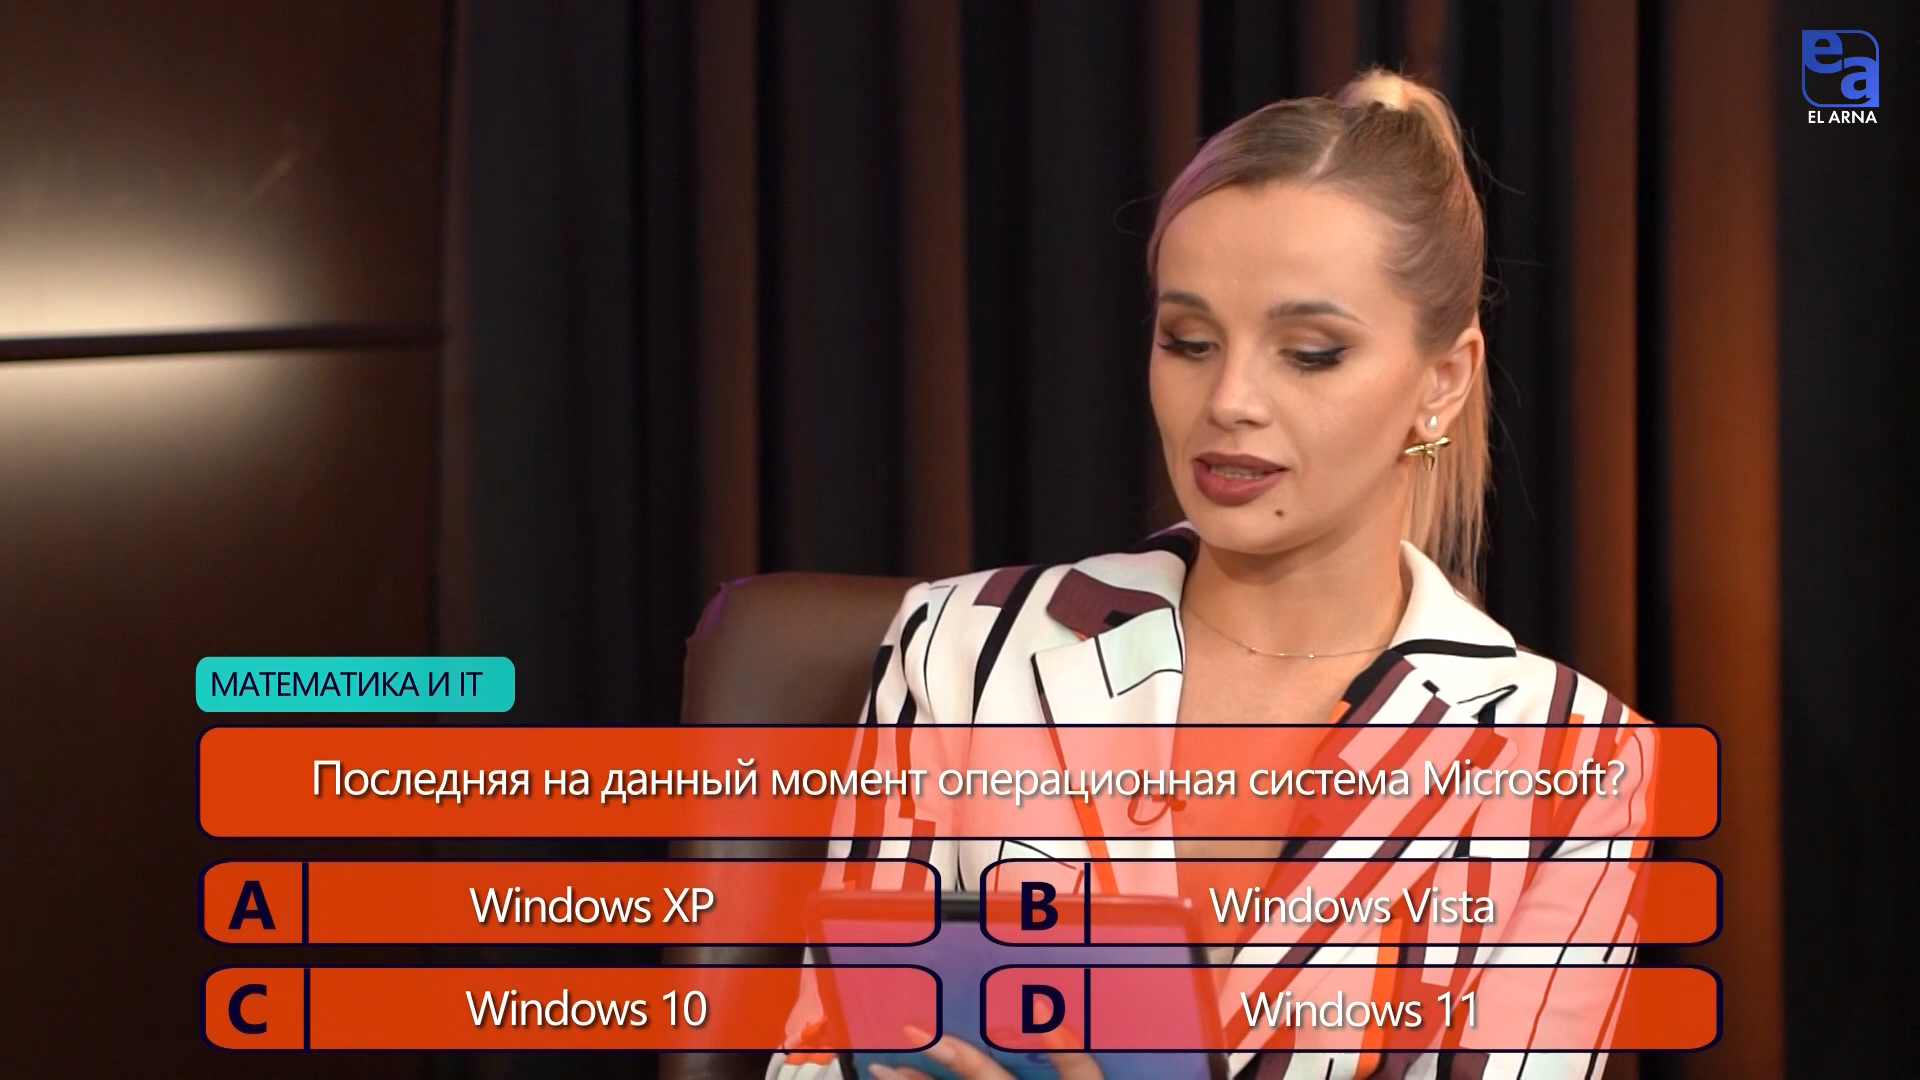 ea
EL ARNA
МАТЕМАТИКА И IT
Последняя на данный момент операционная система Microsoft?
A Windows XP
B Windows Vista
C Windows 10
D Windows 11